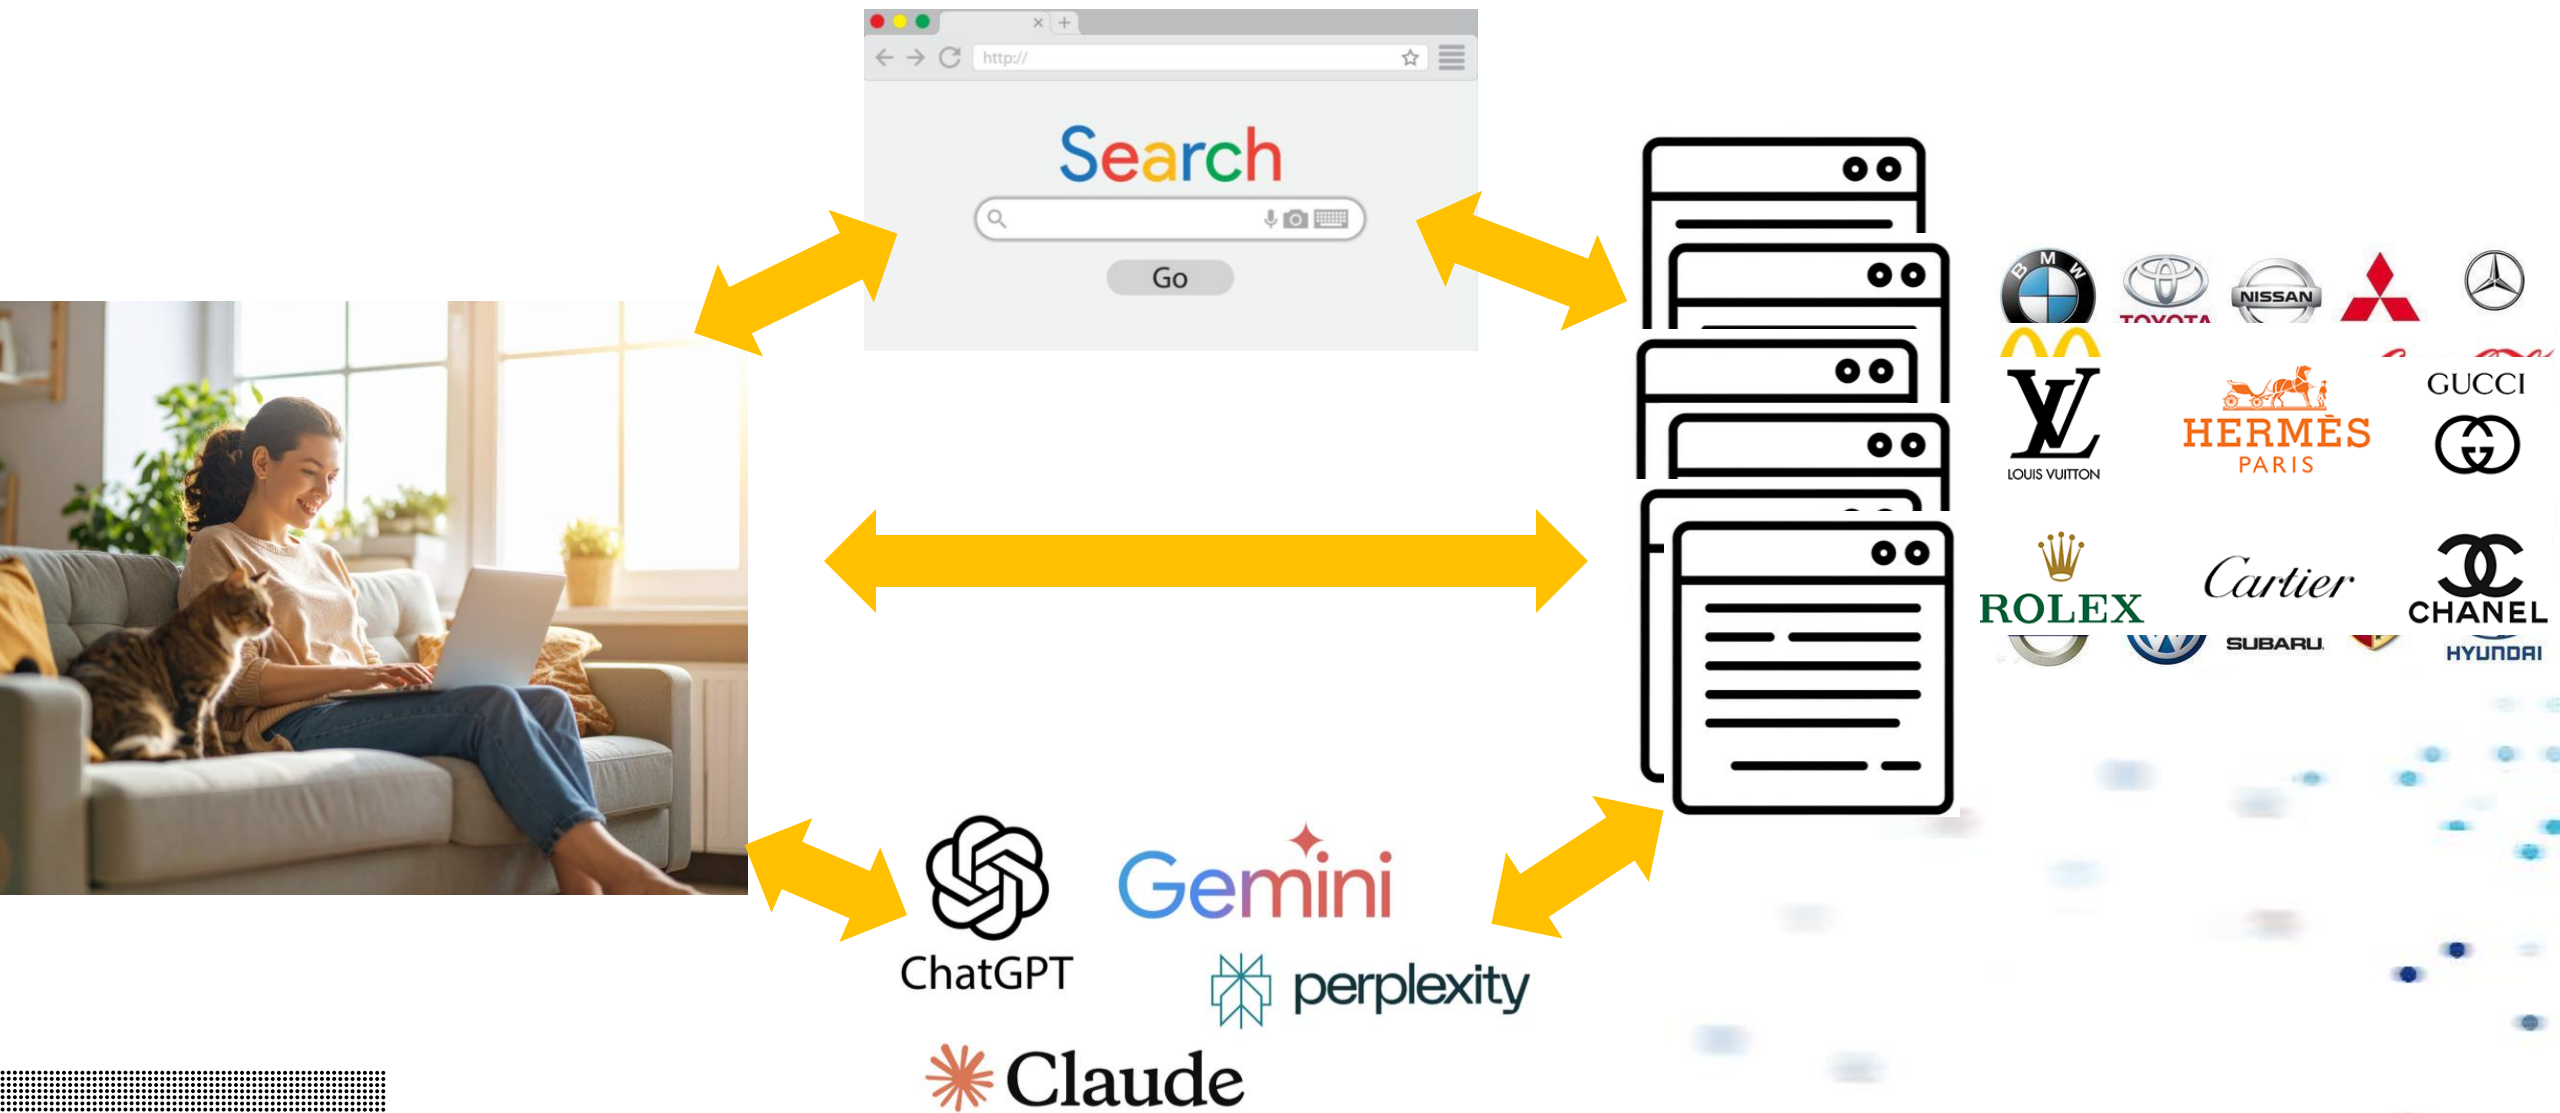 http://
Search
Go
BMW
TOYOTA
NISSAN
GUCCI
HERMÈS
PARIS
LOUIS VUITTON
ROLEX
Cartier
CHANEL
SUBARU
HYUNDAI
ChatGPT
Gemini
perplexity
Claude